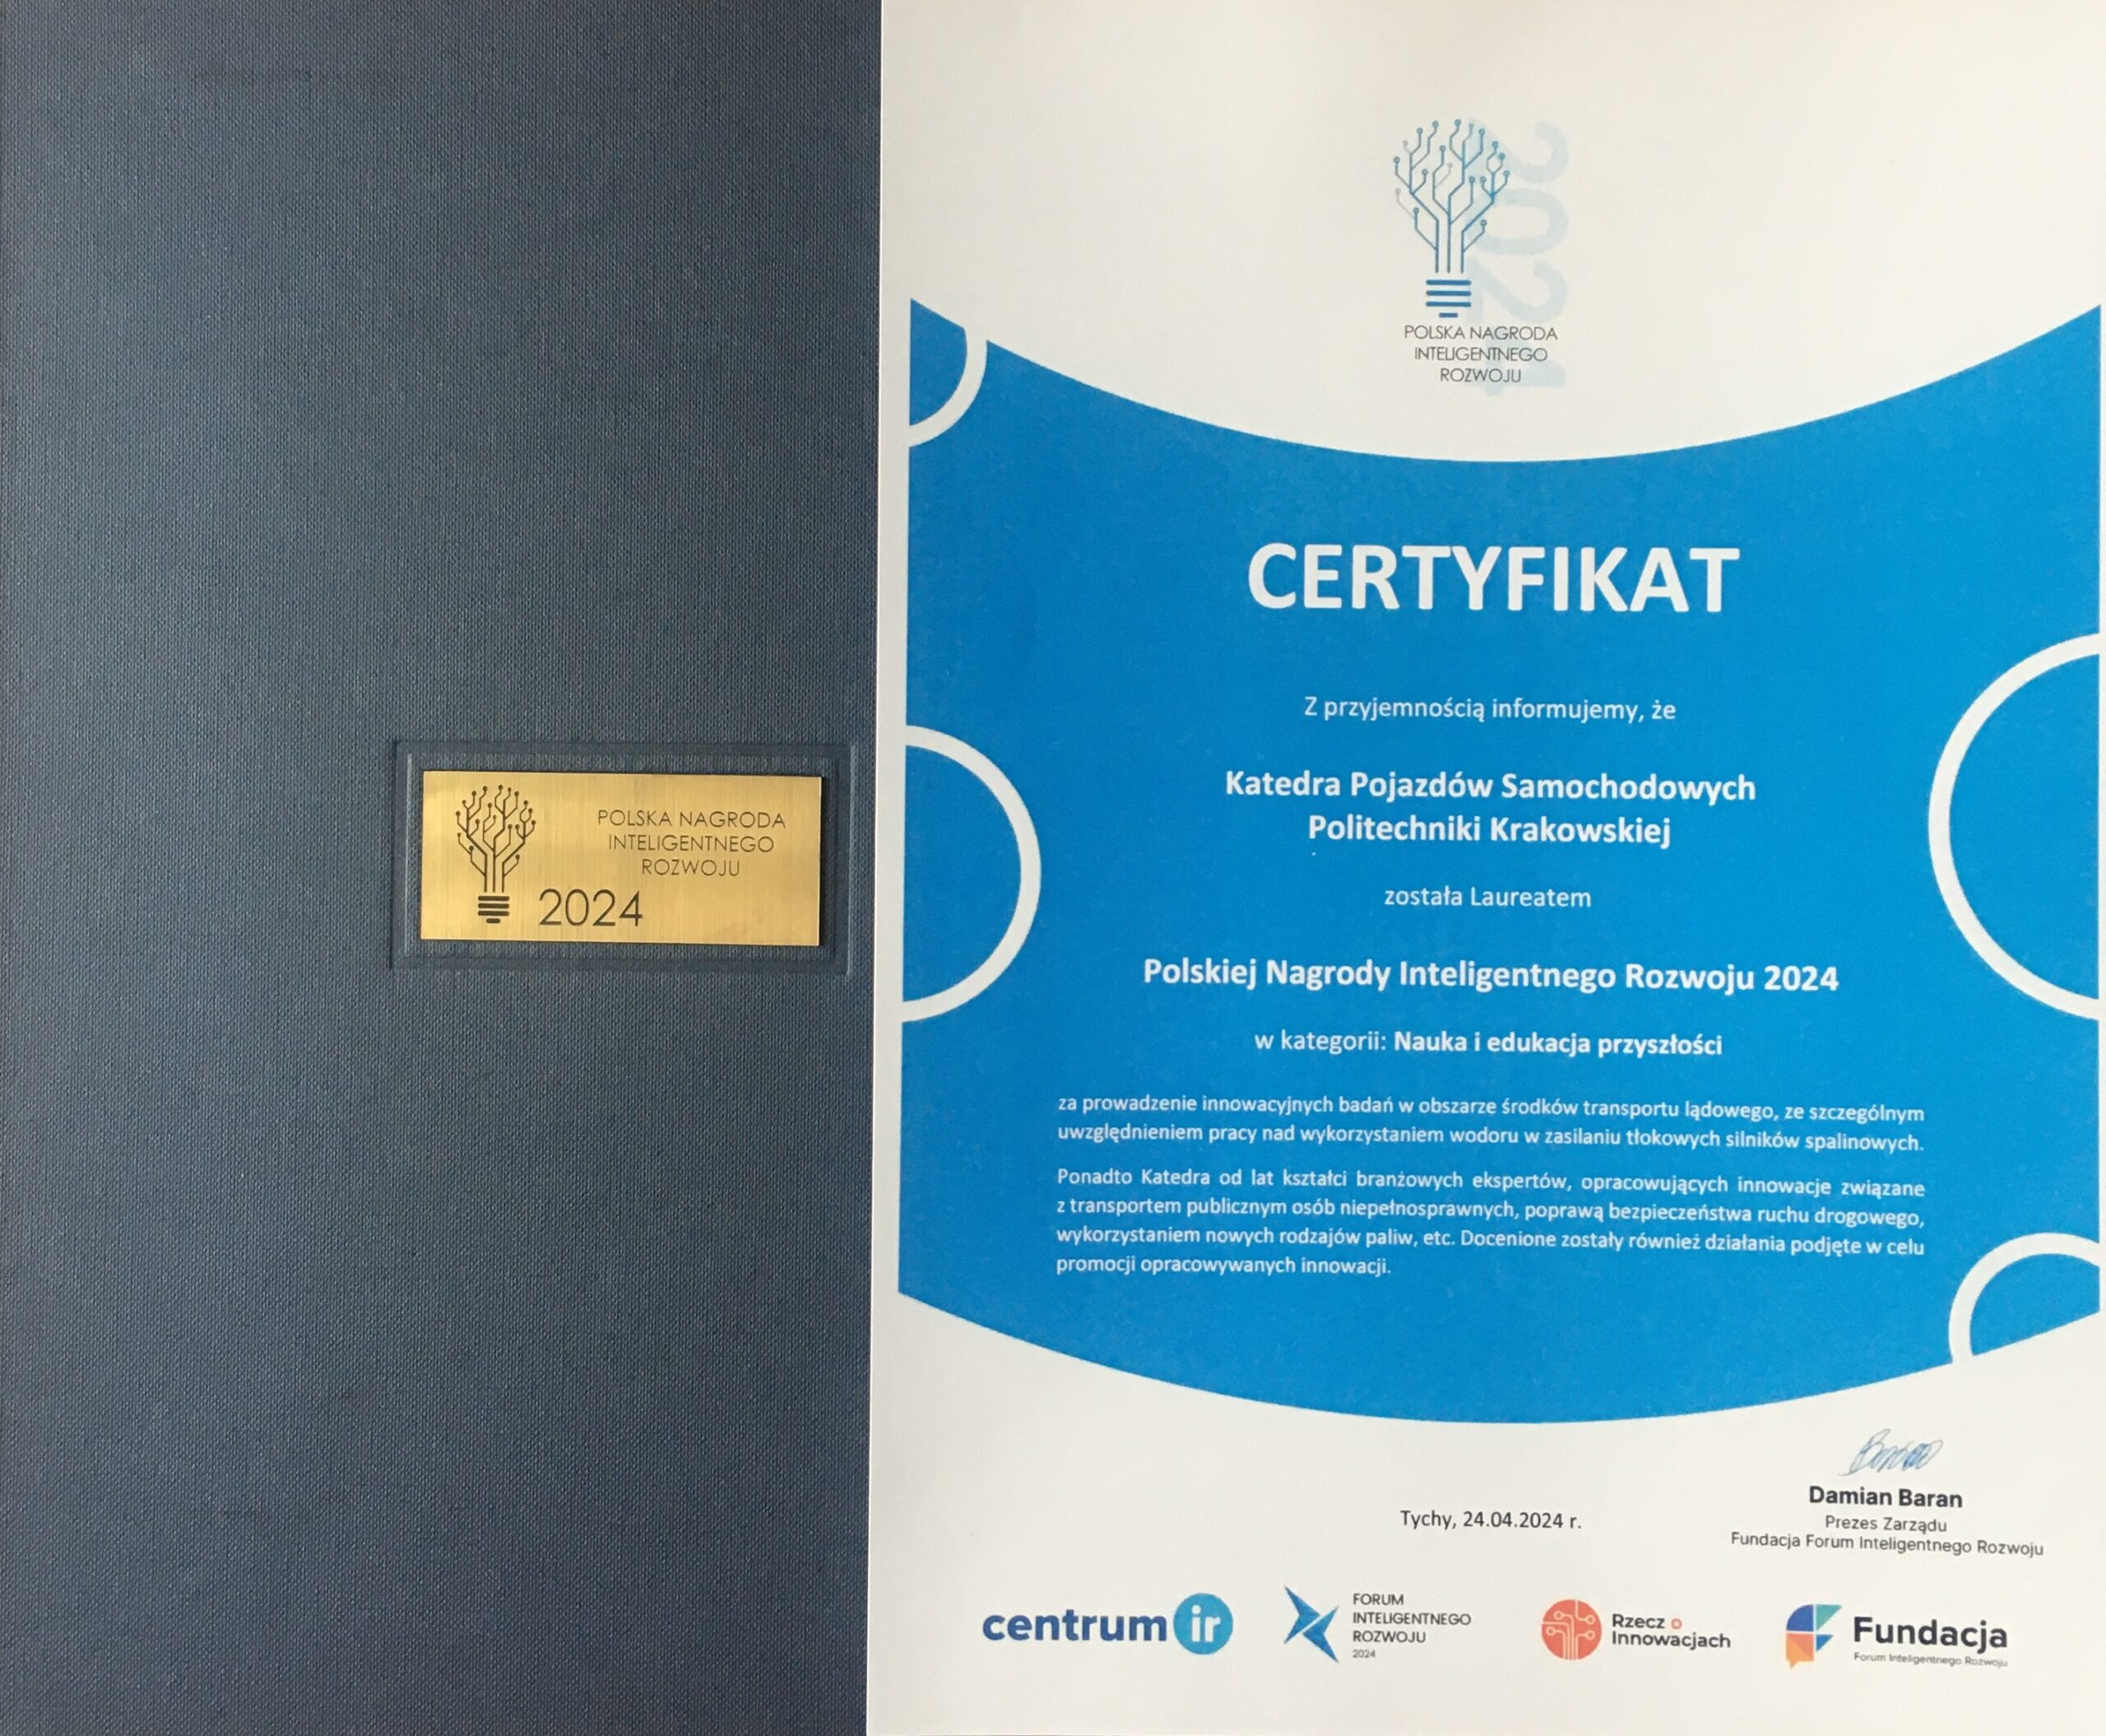 POLSKA NAGRODA
INTELIGENTNEGO
ROZWOJU
2024
2024
POLSKA NAGRODA
INTELIGENTNEGO
ROZWOJU
CERTYFIKAT
Z przyjemnością informujemy, że
Katedra Pojazdów Samochodowych
Politechniki Krakowskiej
została Laureatem
Polskiej Nagrody Inteligentnego Rozwoju 2024
w kategorii: Nauka i edukacja przyszłości
za prowadzenie innowacyjnych badań w obszarze środków transportu lądowego, ze szczególnym
uwzględnieniem pracy nad wykorzystaniem wodoru w zasilaniu tłokowych silników spalinowych.
Ponadto Katedra od lat kształci branżowych ekspertów, opracowujących innowacje związane
z transportem publicznym osób niepełnosprawnych, poprawą bezpieczeństwa ruchu drogowego,
wykorzystaniem nowych rodzajów paliw, etc. Docenione zostały również działania podjęte w celu
promocji opracowywanych innowacji.
Tychy, 24.04.2024 r.
Damian Baran
Prezes Zarządu
Fundacja Forum Inteligentnego Rozwoju
centrum ir
FORUM
INTELIGENTNEGO
ROZWOJU
2024
Rzecz o
Innowacjach
Fundacja
Forum Inteligentnego Rozwoju